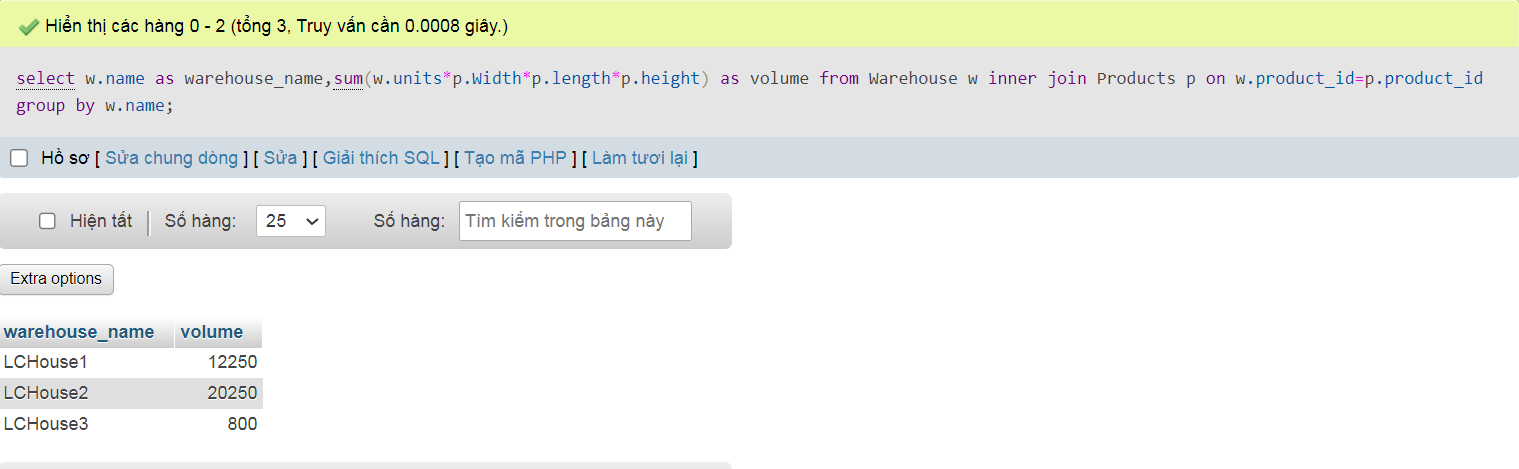 Hiển thị các hàng 0 - 2 (tổng 3, Truy vấn cần 0.0008 giây.)
select w.name as warehouse_name,sum(w.units*p.Width*p.length*p.height) as volume from Warehouse w inner join Products p on w.product_id=p.product_id
group by w.name;
Hồ sơ [ Sửa chung dòng ] [ Sửa ] [ Giải thích SQL ] [ Tạo mã PHP ] [ Làm tươi lại ]
Hiện tất | Số hàng: 25 Số hàng: Tìm kiếm trong bảng này
Extra options
warehouse_name volume
LCHouse1 12250
LCHouse2 20250
LCHouse3 800